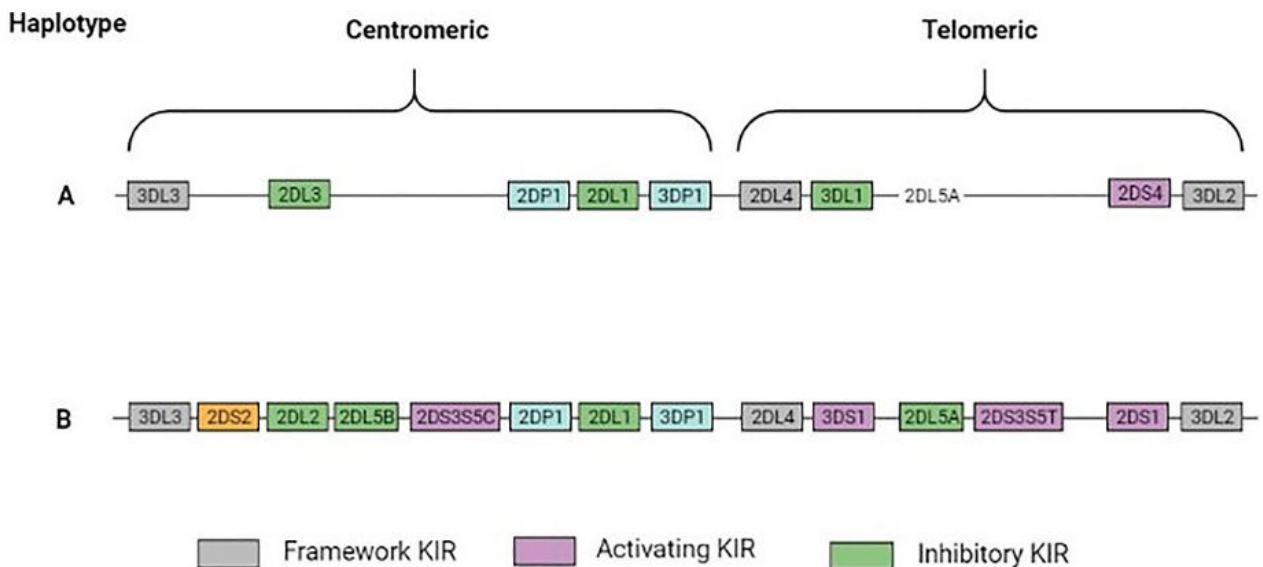 Haplotype
Centromeric
Telomeric
A 3DL3 2DL3 2DP1 2DL1 3DP1 2DL4 3DL1 2DL5A 2DS4 3DL2
B 3DL3 2DS2 2DL2 2DL5B 2DS3S5C 2DP1 2DL1 3DP1 2DL4 3DS1 2DL5A 2DS3S5T 2DS1 3DL2
Framework KIR Activating KIR Inhibitory KIR